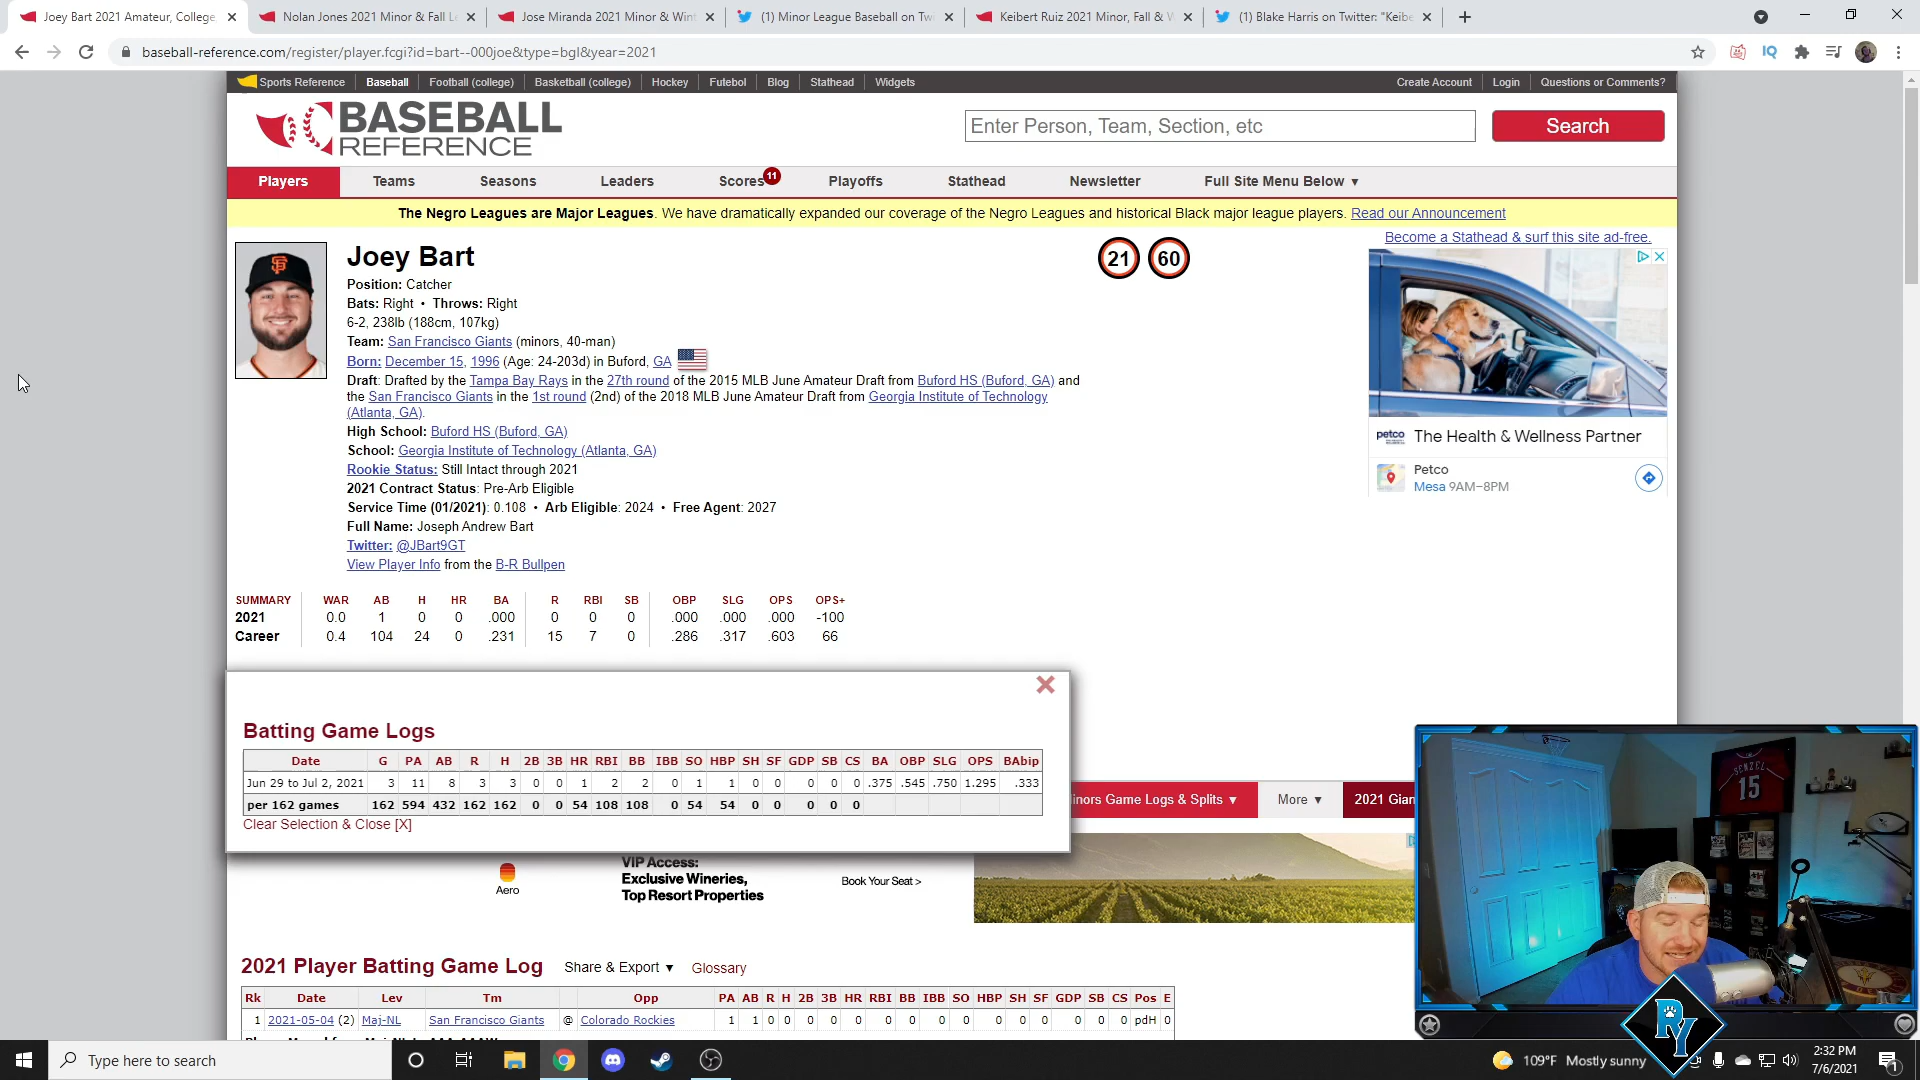 Joey Bart 2021 Amateur, College,
Nolan Jones 2021 Minor & Fall Le
Jose Miranda 2021 Minor & Win
(1) Minor League Baseball on Tw
Keibert Ruiz 2021 Minor, Fall & W
(1) Blake Harris on Twitter: "Keibe
baseball-reference.com/register/player.fcgi?id=bart--000joe&type=bgl&year=2021
Sports Reference Baseball Football (college) Basketball (college) Hockey Futebol Blog Stathead Widgets Create Account Login Questions or Comments?
BASEBALL
REFERENCE
Enter Person, Team, Section, etc Search
Players Teams Seasons Leaders Scores 11 Playoffs Stathead Newsletter Full Site Menu Below ▼
The Negro Leagues are Major Leagues. We have dramatically expanded our coverage of the Negro Leagues and historical Black major league players. Read our Announcement
Become a Stathead & surf this site ad-free.
Joey Bart
21 60
Position: Catcher
Bats: Right • Throws: Right
6-2, 238lb (188cm, 107kg)
Team: San Francisco Giants (minors, 40-man)
Born: December 15, 1996 (Age: 24-203d) in Buford, GA
Draft: Drafted by the Tampa Bay Rays in the 27th round of the 2015 MLB June Amateur Draft from Buford HS (Buford, GA) and
the San Francisco Giants in the 1st round (2nd) of the 2018 MLB June Amateur Draft from Georgia Institute of Technology
(Atlanta, GA).
High School: Buford HS (Buford, GA)
School: Georgia Institute of Technology (Atlanta, GA)
Rookie Status: Still Intact through 2021
2021 Contract Status: Pre-Arb Eligible
Service Time (01/2021): 0.108 • Arb Eligible: 2024 • Free Agent: 2027
Full Name: Joseph Andrew Bart
Twitter: @JBart9GT
View Player Info from the B-R Bullpen
petco The Health & Wellness Partner
Petco
Mesa 9AM–8PM
SUMMARY WAR AB H HR BA R RBI SB OBP SLG OPS OPS+
2021 0.0 1 0 0 .000 0 0 0 .000 .000 .000 -100
Career 0.4 104 24 0 .231 15 7 0 .286 .317 .603 66
Batting Game Logs
Date G PA AB R H 2B 3B HR RBI BB IBB SO HBP SH SF GDP SB CS BA OBP SLG OPS BAbip
Jun 29 to Jul 2, 2021 3 11 8 3 3 0 0 1 2 2 0 1 1 0 0 0 0 0 .375 .545 .750 1.295 .333
per 162 games 162 594 432 162 162 0 0 54 108 108 0 54 54 0 0 0 0 0
Clear Selection & Close [X]
inors Game Logs & Splits ▼ More ▼ 2021 Gian
Aero
VIP Access:
Exclusive Wineries,
Top Resort Properties
Book Your Seat >
2021 Player Batting Game Log Share & Export ▼ Glossary
Rk Date Lev Tm Opp PA AB R H 2B 3B HR RBI BB IBB SO HBP SH SF GDP SB CS Pos E
1 2021-05-04 (2) Maj-NL San Francisco Giants @ Colorado Rockies 1 1 0 0 0 0 0 0 0 0 0 0 0 0 0 0 0 pdH 0
SENZEL
15
RY
Type here to search
109°F Mostly sunny
2:32 PM
7/6/2021
1